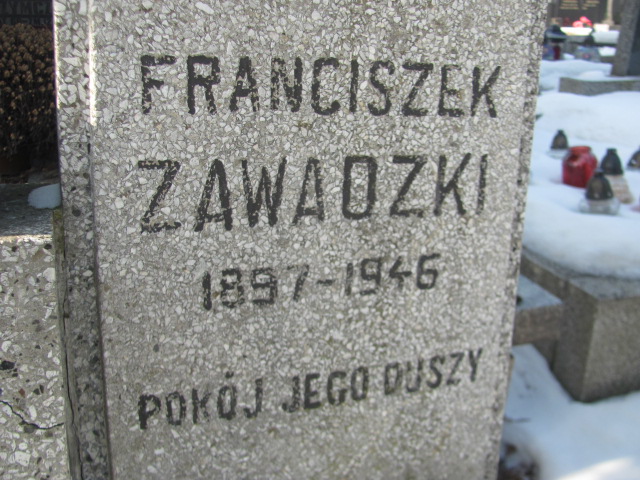 FRANCISZEK
ZAWADZKI
1897-1946
POKÓJ JEGO DUSZY